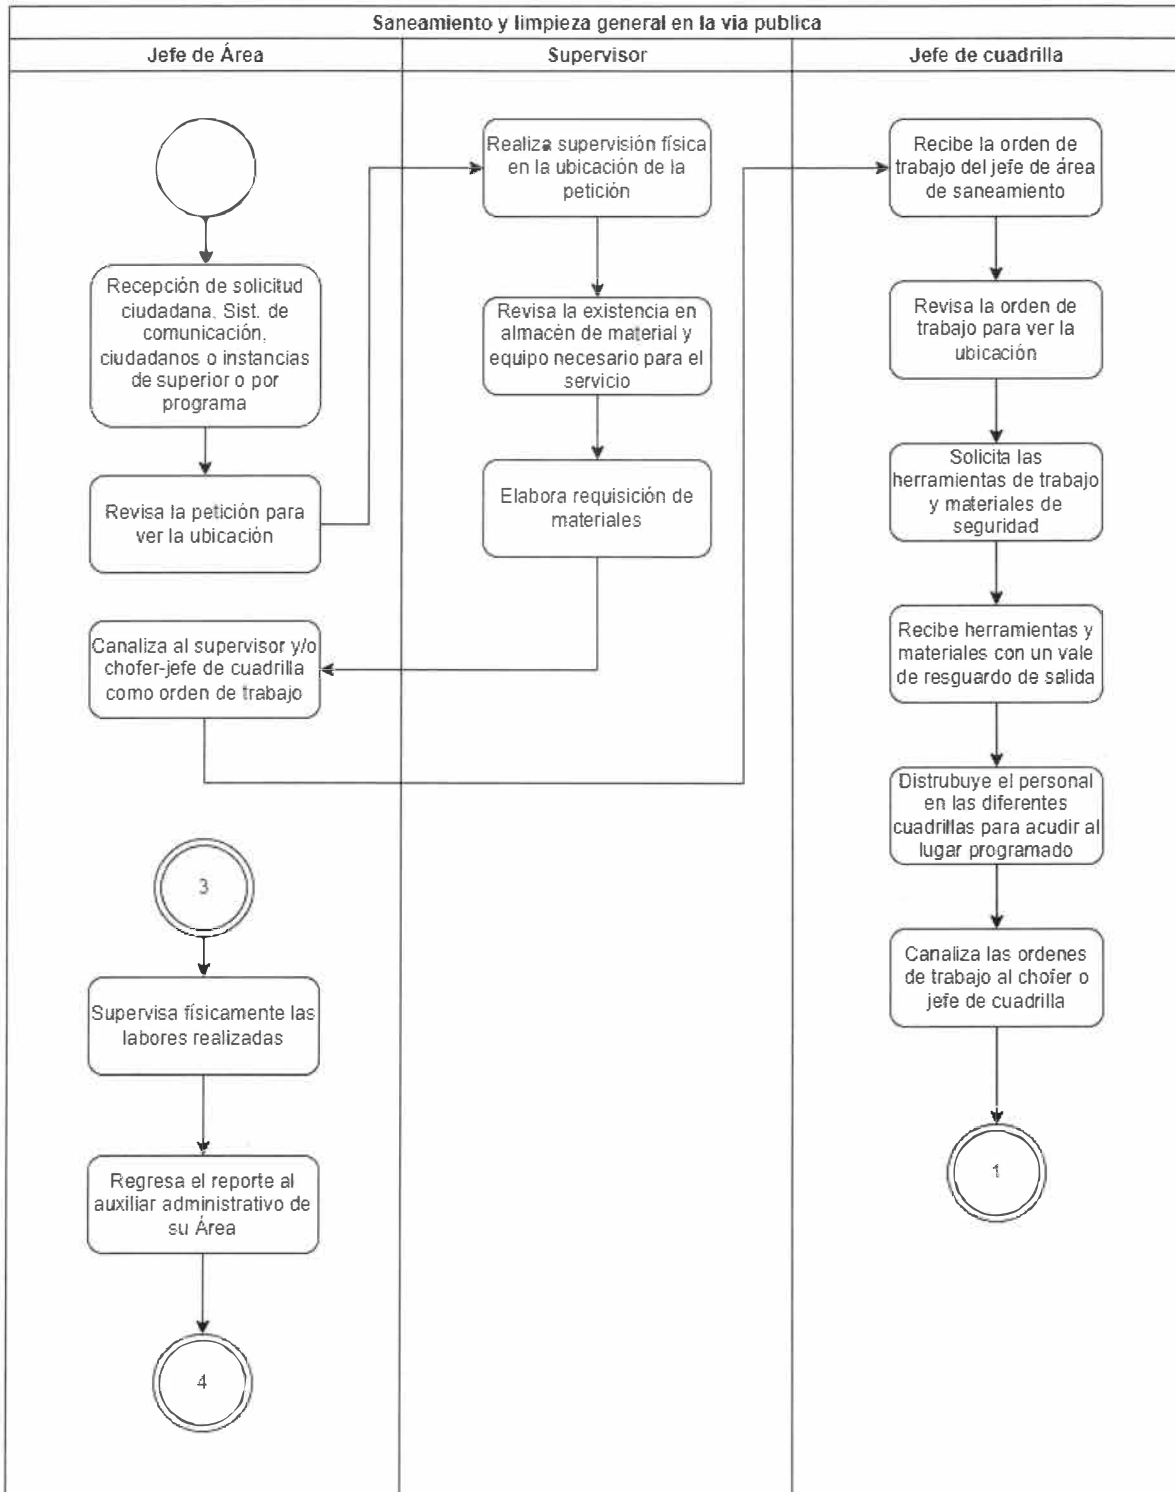 Saneamiento y limpieza general en la via publica
Jefe de Área
Supervisor
Jefe de cuadrilla
Recepción de solicitud
ciudadana. Sist. de
comunicación,
ciudadanos o instancias
de superior o por
programa
Revisa la petición para
ver la ubicación
Realiza supervisión física
en la ubicación de la
petición
Revisa la existencia en
almacén de material y
equipo necesario para el
servicio
Elabora requisición de
materiales
Canaliza al supervisor y/o
chofer-jefe de cuadrilla
como orden de trabajo
Recibe la orden de
trabajo del jefe de área
de saneamiento
Revisa la orden de
trabajo para ver la
ubicación
Solicita las
herramientas de trabajo
y materiales de
seguridad
Recibe herramientas y
materiales con un vale
de resguardo de salida
Distrubuye el personal
en las diferentes
cuadrillas para acudir al
lugar programado
Canaliza las ordenes
de trabajo al chofer o
jefe de cuadrilla
1
3
Supervisa físicamente las
labores realizadas
Regresa el reporte al
auxiliar administrativo de
su Área
4